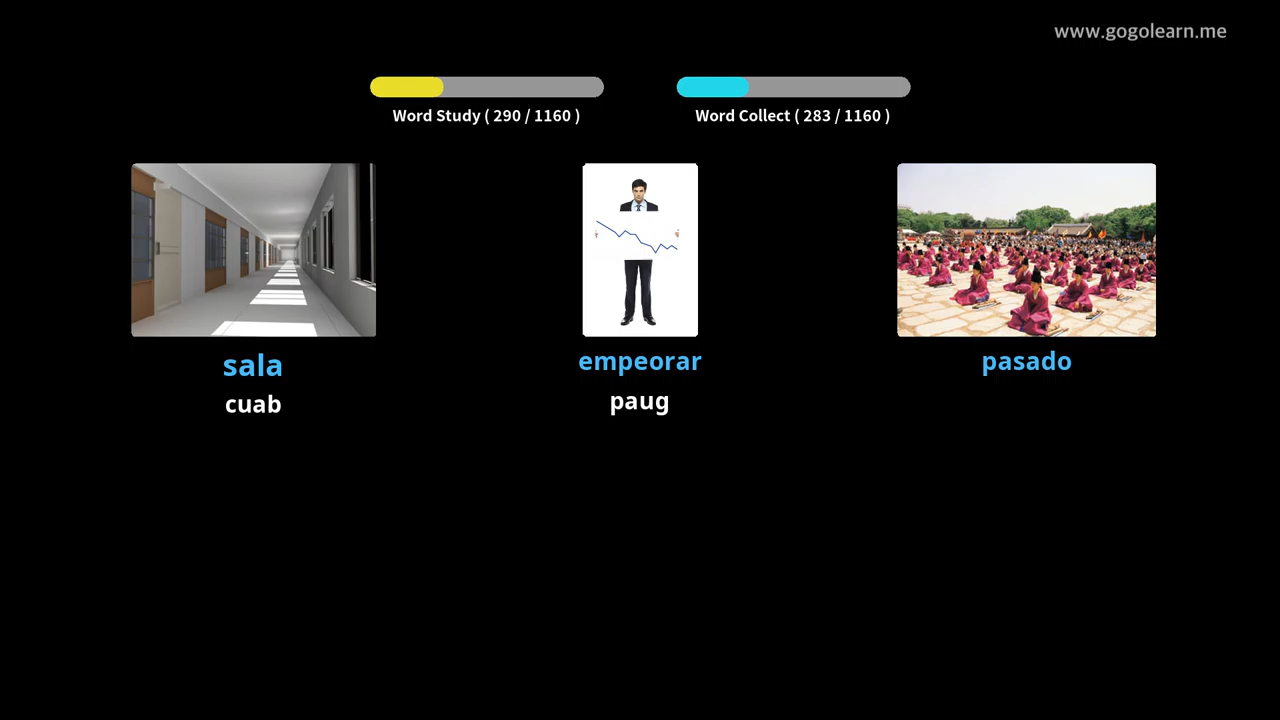 www.gogolearn.me
Word Study ( 290 / 1160 )
Word Collect ( 283 / 1160 )
sala
cuab
empeorar
paug
pasado